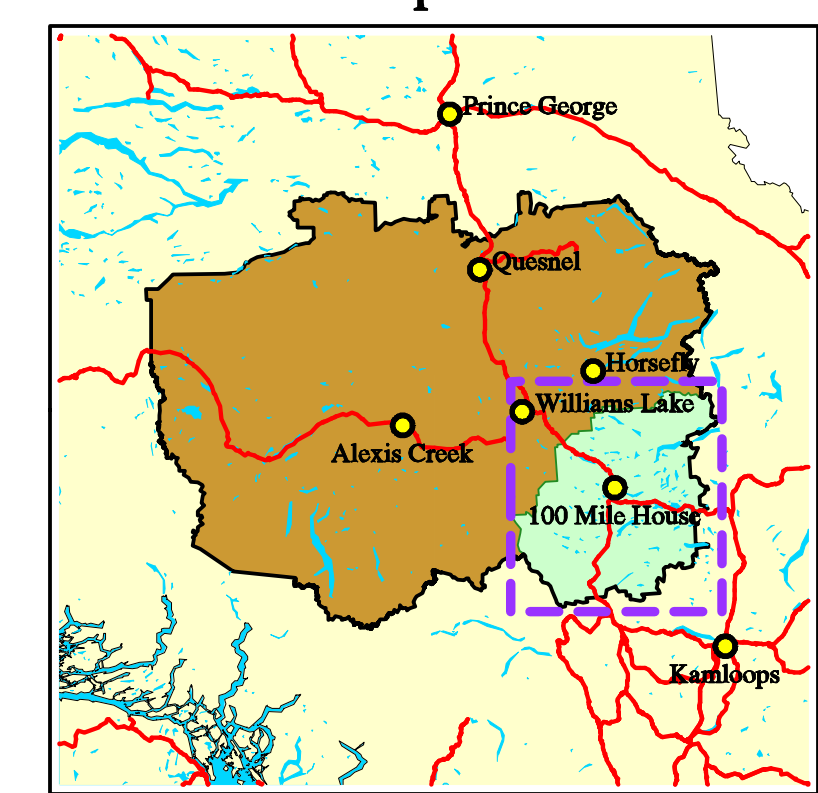 Prince George
Quesnel
Horsefly
Williams Lake
Alexis Creek
100 Mile House
Kamloops